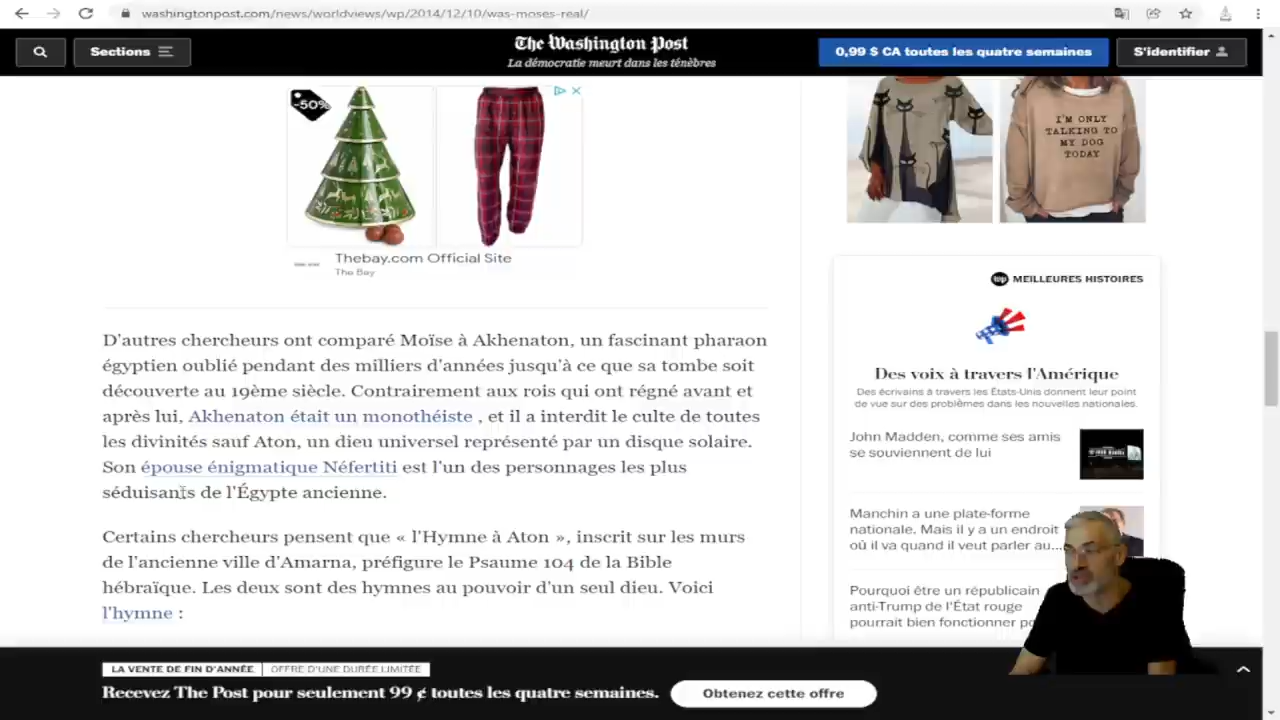 washingtonpost.com/news/worldviews/wp/2014/12/10/was-moses-real/
Sections
The Washington Post
La démocratie meurt dans les ténèbres
0,99 $ CA toutes les quatre semaines
S'identifier
-50%
I'M ONLY
TALKING TO
MY DOG
TODAY
Thebay.com Official Site
The Bay
wp MEILLEURES HISTOIRES
Des voix à travers l'Amérique
Des écrivains à travers les États-Unis donnent leur point
de vue sur des problèmes dans les nouvelles nationales.
John Madden, comme ses amis
se souviennent de lui
Manchin a une plate-forme
nationale. Mais il y a un endroit
où il va quand il veut parler au...
Pourquoi être un républicain
anti-Trump de l'État rouge
pourrait bien fonctionner
D'autres chercheurs ont comparé Moïse à Akhenaton, un fascinant pharaon
égyptien oublié pendant des milliers d'années jusqu'à ce que sa tombe soit
découverte au 19ème siècle. Contrairement aux rois qui ont régné avant et
après lui, Akhenaton était un monothéiste , et il a interdit le culte de toutes
les divinités sauf Aton, un dieu universel représenté par un disque solaire.
Son épouse énigmatique Néfertiti est l'un des personnages les plus
séduisants de l'Égypte ancienne.
Certains chercheurs pensent que « l'Hymne à Aton », inscrit sur les murs
de l'ancienne ville d'Amarna, préfigure le Psaume 104 de la Bible
hébraïque. Les deux sont des hymnes au pouvoir d'un seul dieu. Voici
l'hymne :
LA VENTE DE FIN D'ANNÉE OFFRE D'UNE DURÉE LIMITÉE
Recevez The Post pour seulement 99 ¢ toutes les quatre semaines.
Obtenez cette offre